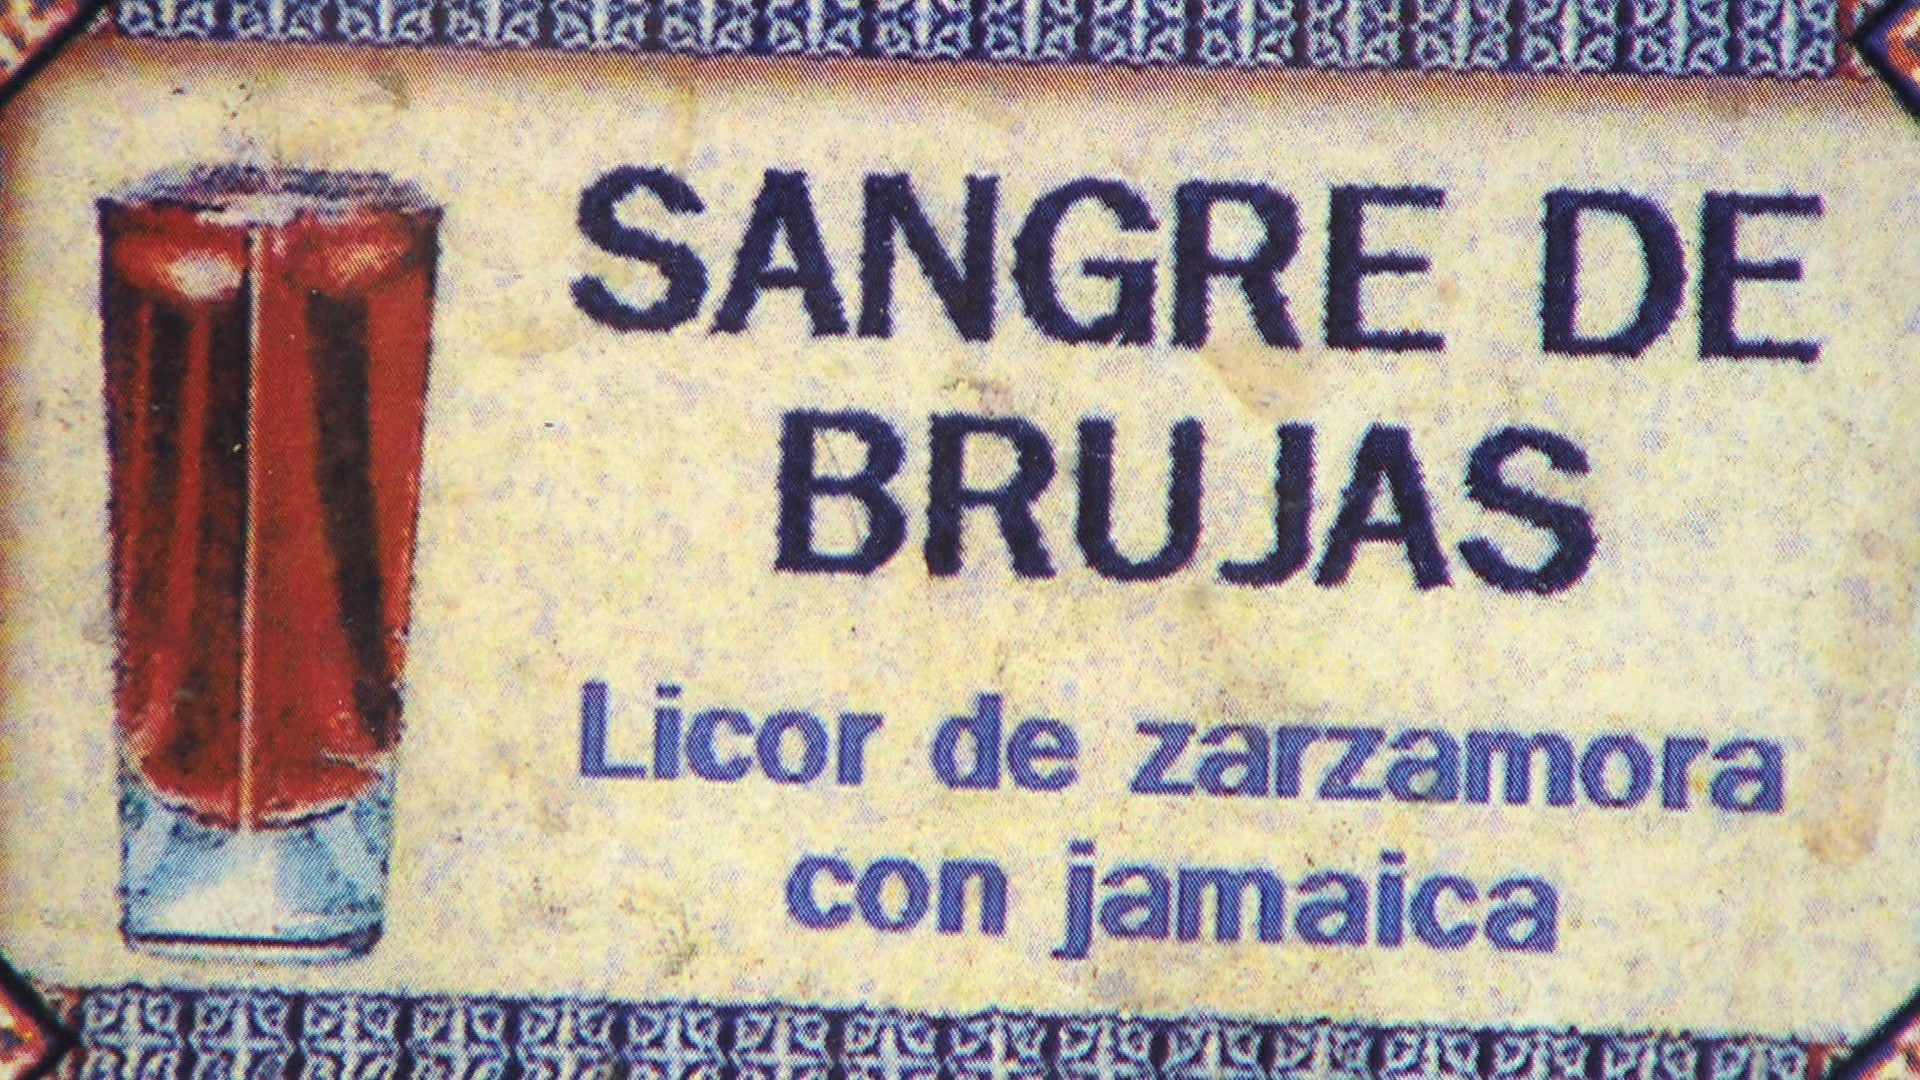 SANGRE DE
BRUJAS
Licor de zarzamora
con jamaica